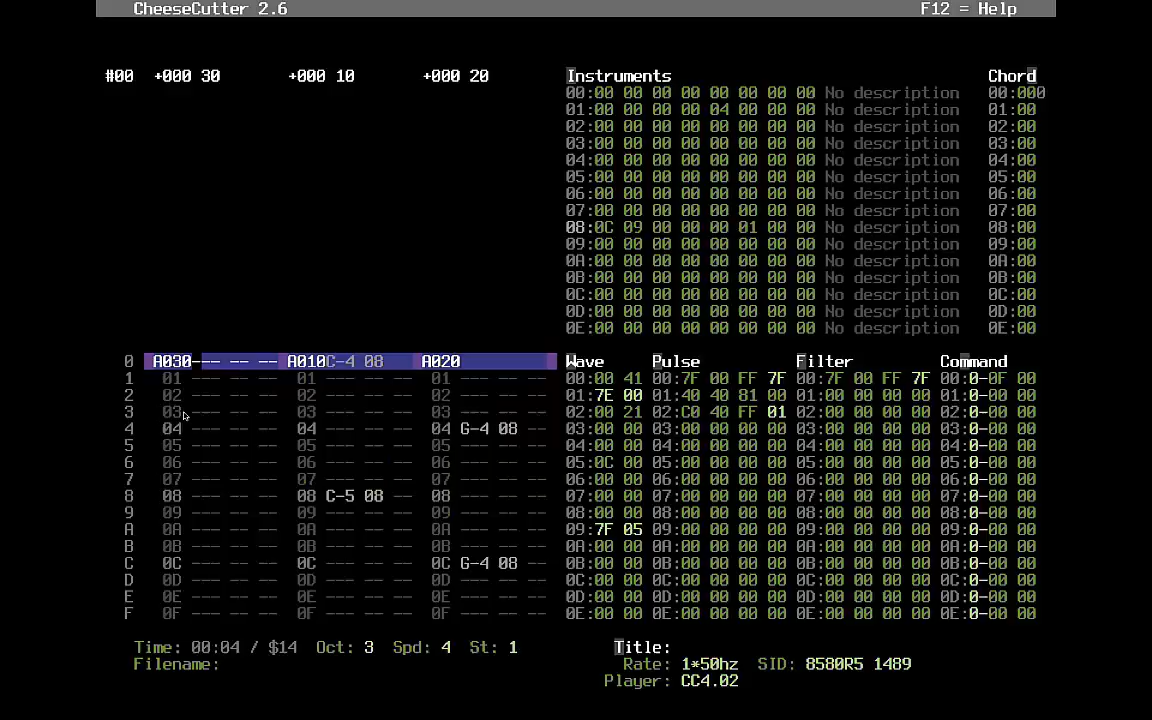 CheeseCutter 2.6 F12 = Help
#00 +000 30 +000 10 +000 20 Instruments Chord
00:00 00 00 00 00 00 00 00 No description 00:000
01:00 00 00 00 04 00 00 00 No description 01:00
02:00 00 00 00 00 00 00 00 No description 02:00
03:00 00 00 00 00 00 00 00 No description 03:00
04:00 00 00 00 00 00 00 00 No description 04:00
05:00 00 00 00 00 00 00 00 No description 05:00
06:00 00 00 00 00 00 00 00 No description 06:00
07:00 00 00 00 00 00 00 00 No description 07:00
08:0C 09 00 00 00 01 00 00 No description 08:00
09:00 00 00 00 00 00 00 00 No description 09:00
0A:00 00 00 00 00 00 00 00 No description 0A:00
0B:00 00 00 00 00 00 00 00 No description 0B:00
0C:00 00 00 00 00 00 00 00 No description 0C:00
0D:00 00 00 00 00 00 00 00 No description 0D:00
0E:00 00 00 00 00 00 00 00 No description 0E:00
0 A030--- -- -- A010C-4 08 A020 Wave Pulse Filter Command
1 01 --- -- -- 01 --- -- -- 01 --- -- -- 00:00 41 00:7F 00 FF 7F 00:7F 00 FF 7F 00:0-0F 00
2 02 --- -- -- 02 --- -- -- 02 --- -- -- 01:7E 00 01:40 40 81 00 01:00 00 00 00 01:0-00 00
3 03 --- -- -- 03 --- -- -- 03 --- -- -- 02:00 21 02:C0 40 FF 01 02:00 00 00 00 02:0-00 00
4 04 --- -- -- 04 --- -- -- 04 G-4 08 -- 03:00 00 03:00 00 00 00 03:00 00 00 00 03:0-00 00
5 05 --- -- -- 05 --- -- -- 05 --- -- -- 04:00 00 04:00 00 00 00 04:00 00 00 00 04:0-00 00
6 06 --- -- -- 06 --- -- -- 06 --- -- -- 05:0C 00 05:00 00 00 00 05:00 00 00 00 05:0-00 00
7 07 --- -- -- 07 --- -- -- 07 --- -- -- 06:00 00 06:00 00 00 00 06:00 00 00 00 06:0-00 00
8 08 --- -- -- 08 C-5 08 -- 08 --- -- -- 07:00 00 07:00 00 00 00 07:00 00 00 00 07:0-00 00
9 09 --- -- -- 09 --- -- -- 09 --- -- -- 08:00 00 08:00 00 00 00 08:00 00 00 00 08:0-00 00
A 0A --- -- -- 0A --- -- -- 0A --- -- -- 09:7F 05 09:00 00 00 00 09:00 00 00 00 09:0-00 00
B 0B --- -- -- 0B --- -- -- 0B --- -- -- 0A:00 00 0A:00 00 00 00 0A:00 00 00 00 0A:0-00 00
C 0C --- -- -- 0C --- -- -- 0C G-4 08 -- 0B:00 00 0B:00 00 00 00 0B:00 00 00 00 0B:0-00 00
D 0D --- -- -- 0D --- -- -- 0D --- -- -- 0C:00 00 0C:00 00 00 00 0C:00 00 00 00 0C:0-00 00
E 0E --- -- -- 0E --- -- -- 0E --- -- -- 0D:00 00 0D:00 00 00 00 0D:00 00 00 00 0D:0-00 00
F 0F --- -- -- 0F --- -- -- 0F --- -- -- 0E:00 00 0E:00 00 00 00 0E:00 00 00 00 0E:0-00 00
Time: 00:04 / $14 Oct: 3 Spd: 4 St: 1 Title:
Filename: Rate: 1*50hz SID: 8580R5 1489
Player: CC4.02